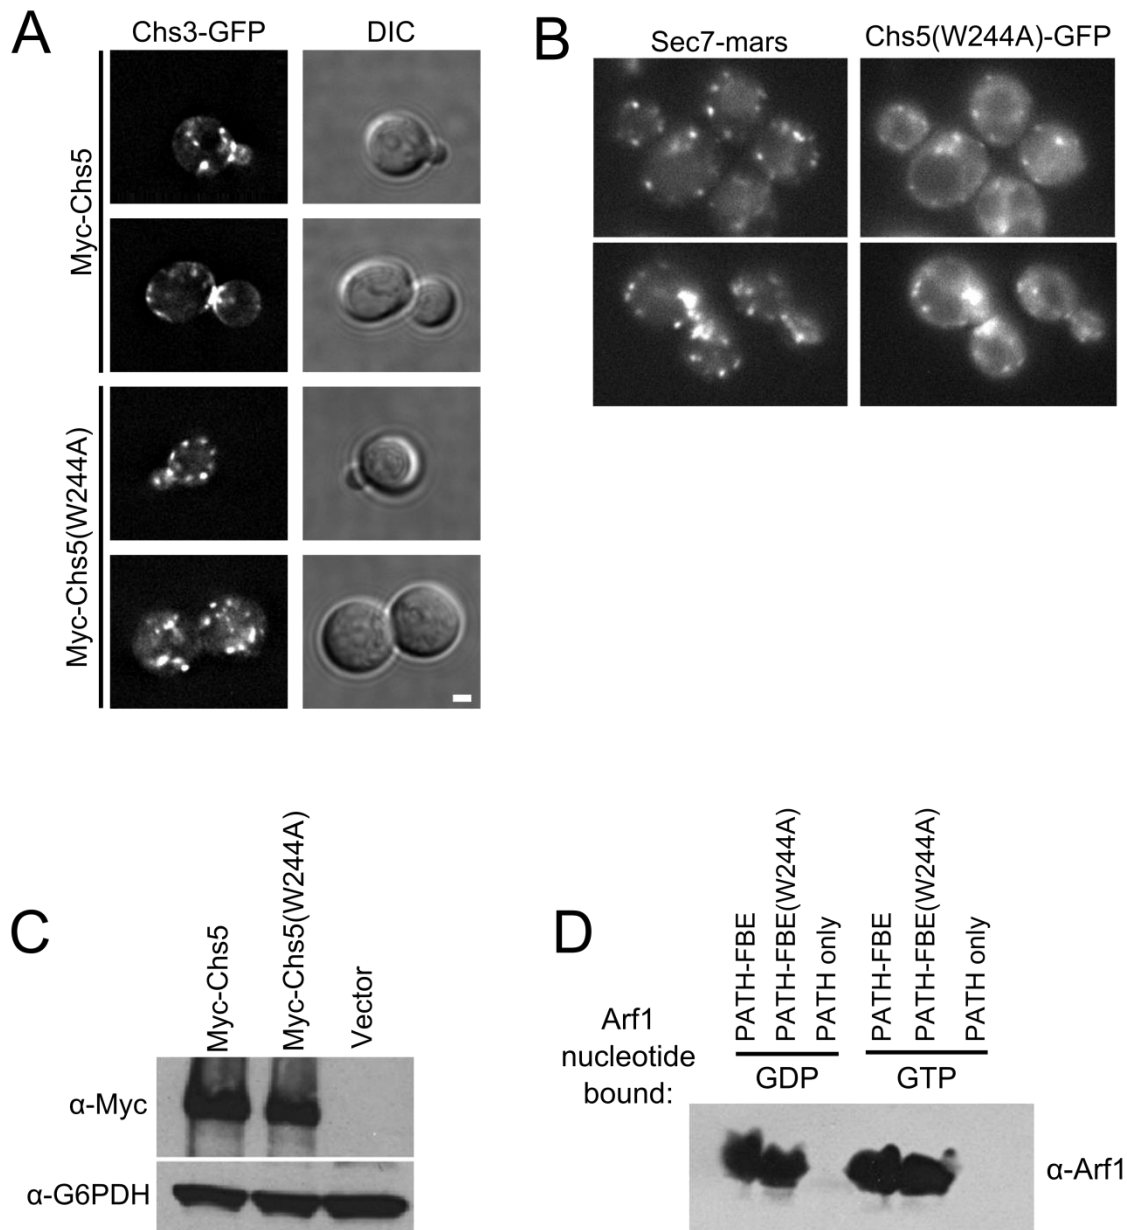 A
Chs3-GFP
DIC
Myc-Chs5
Myc-Chs5(W244A)
B
Sec7-mars
Chs5(W244A)-GFP
C
Myc-Chs5
Myc-Chs5(W244A)
Vector
α-Myc
α-G6PDH
D
Arf1
nucleotide
bound:
PATH-FBE
PATH-FBE(W244A)
PATH only
PATH-FBE
PATH-FBE(W244A)
PATH only
GDP
GTP
α-Arf1